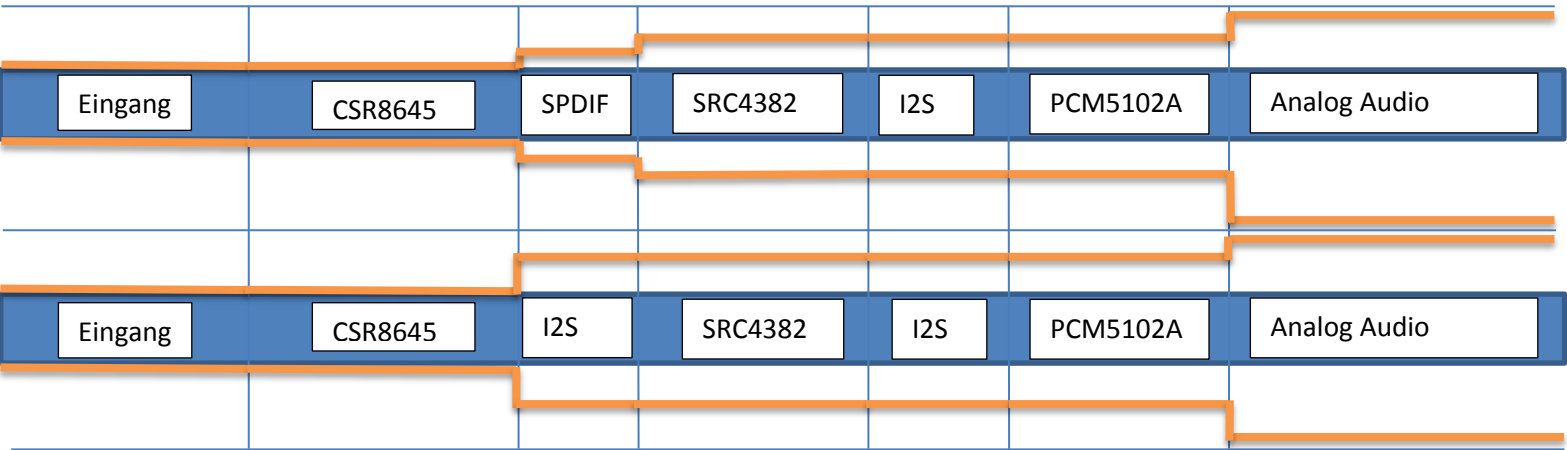 Eingang CSR8645 SPDIF SRC4382 I2S PCM5102A Analog Audio
Eingang CSR8645 I2S SRC4382 I2S PCM5102A Analog Audio